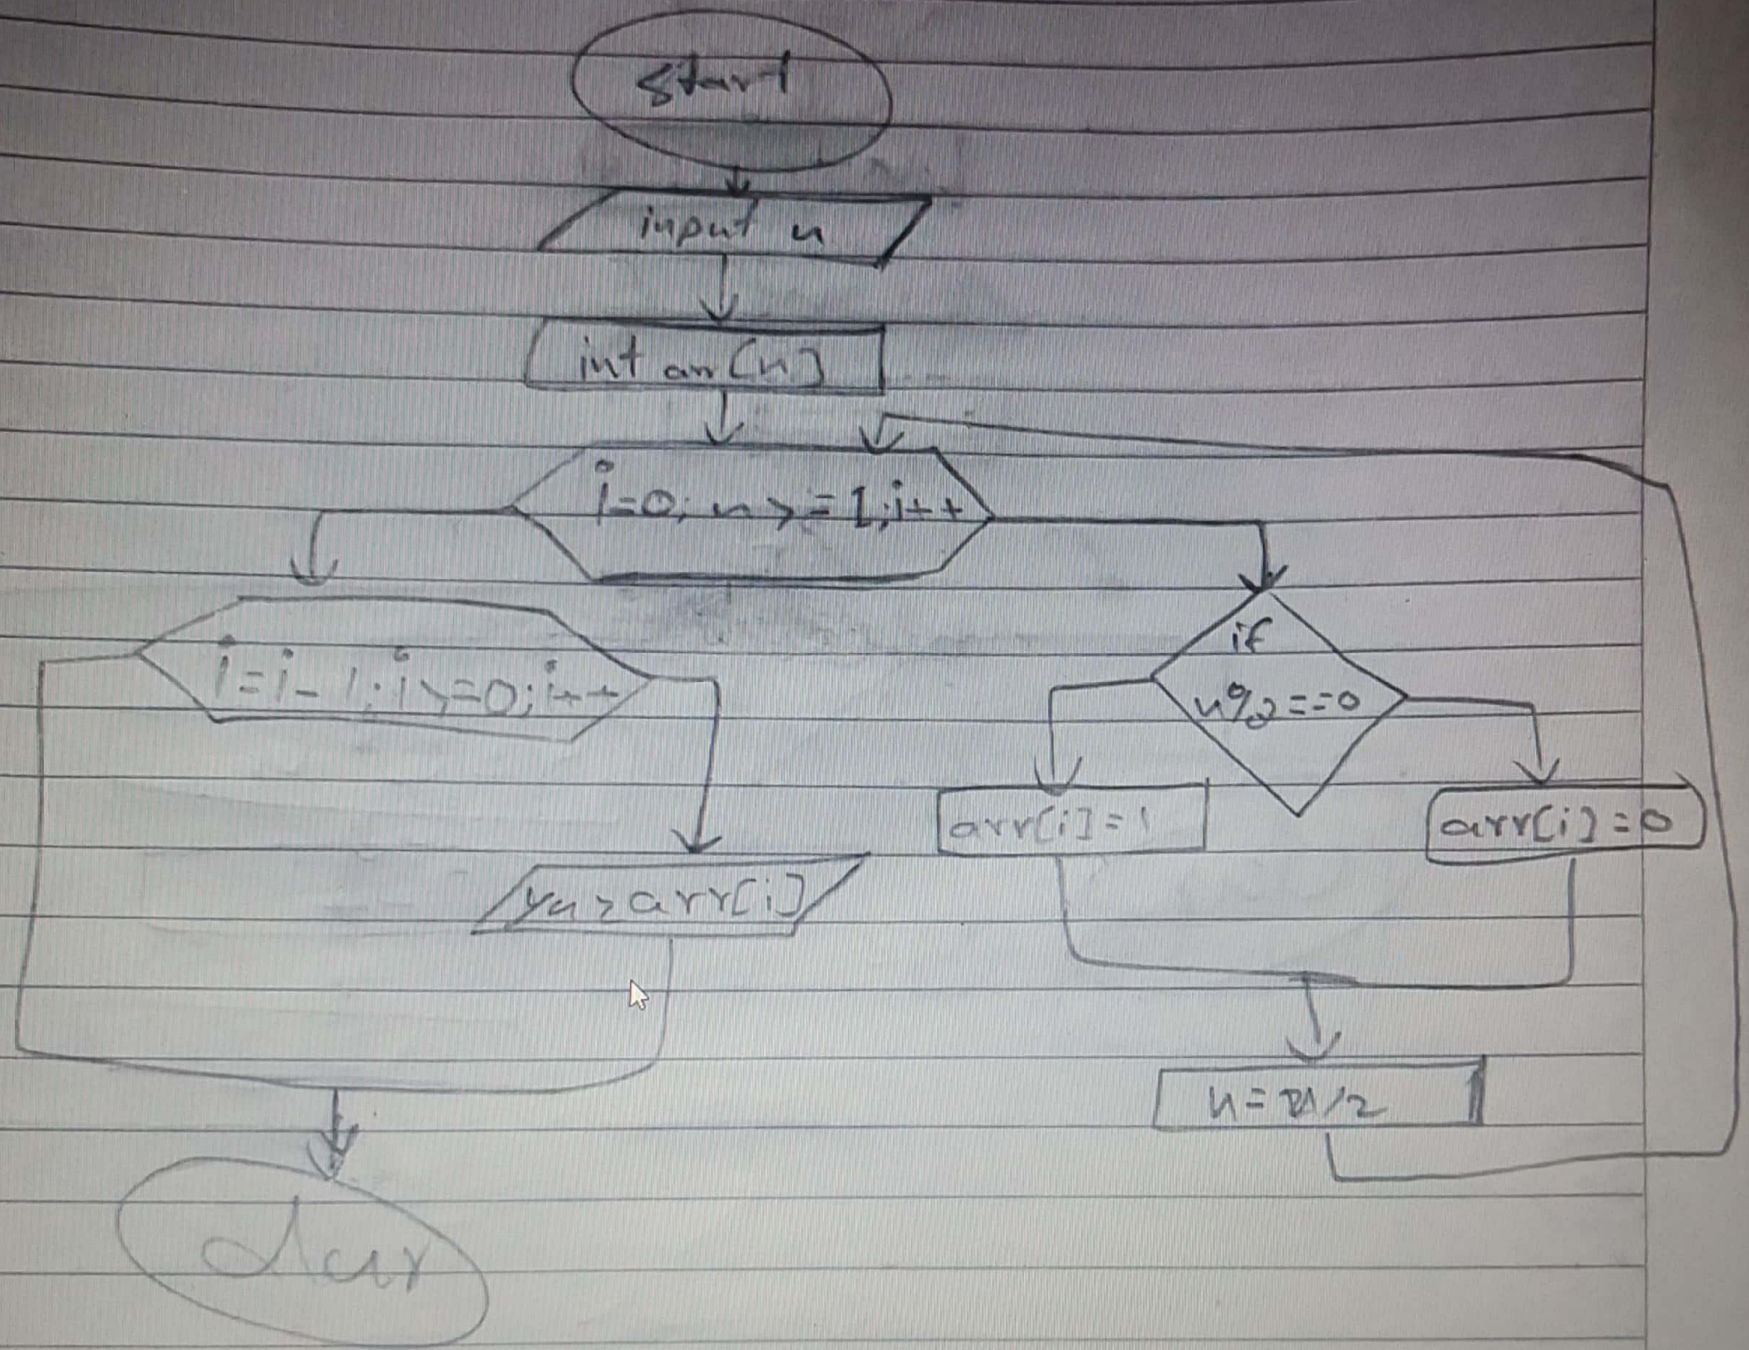 start
input n
int arr[n]
i=0; n>=1; i++
if
n%2==0
i=i-1; i>=0; i++
arr[i]=1
arr[i]=0
arr[i]
n=n/2